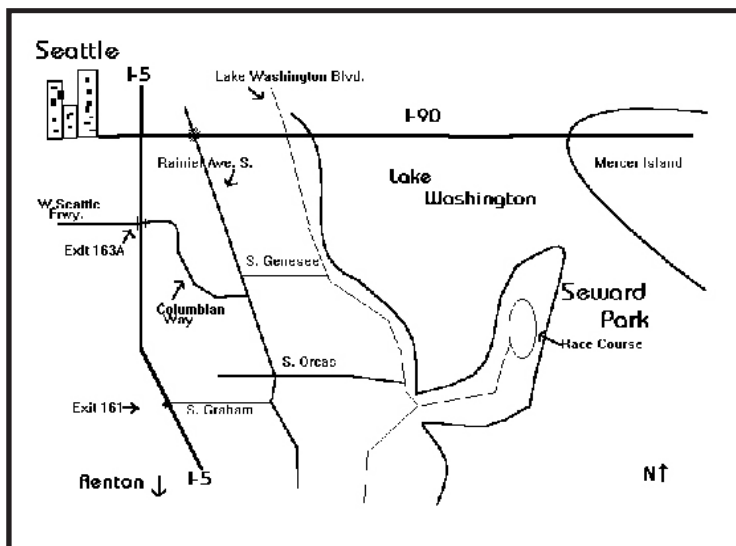 Seattle
I-5
Lake Washington Blvd.
I-90
Rainier Ave. S.
Mercer Island
Lake
Washington
W Seattle
Frwy.
Exit 163A
S. Genesee
Columbian
Way
Seward
Park
Race Course
S. Orcas
Exit 161
S. Graham
Renton
I-5
N